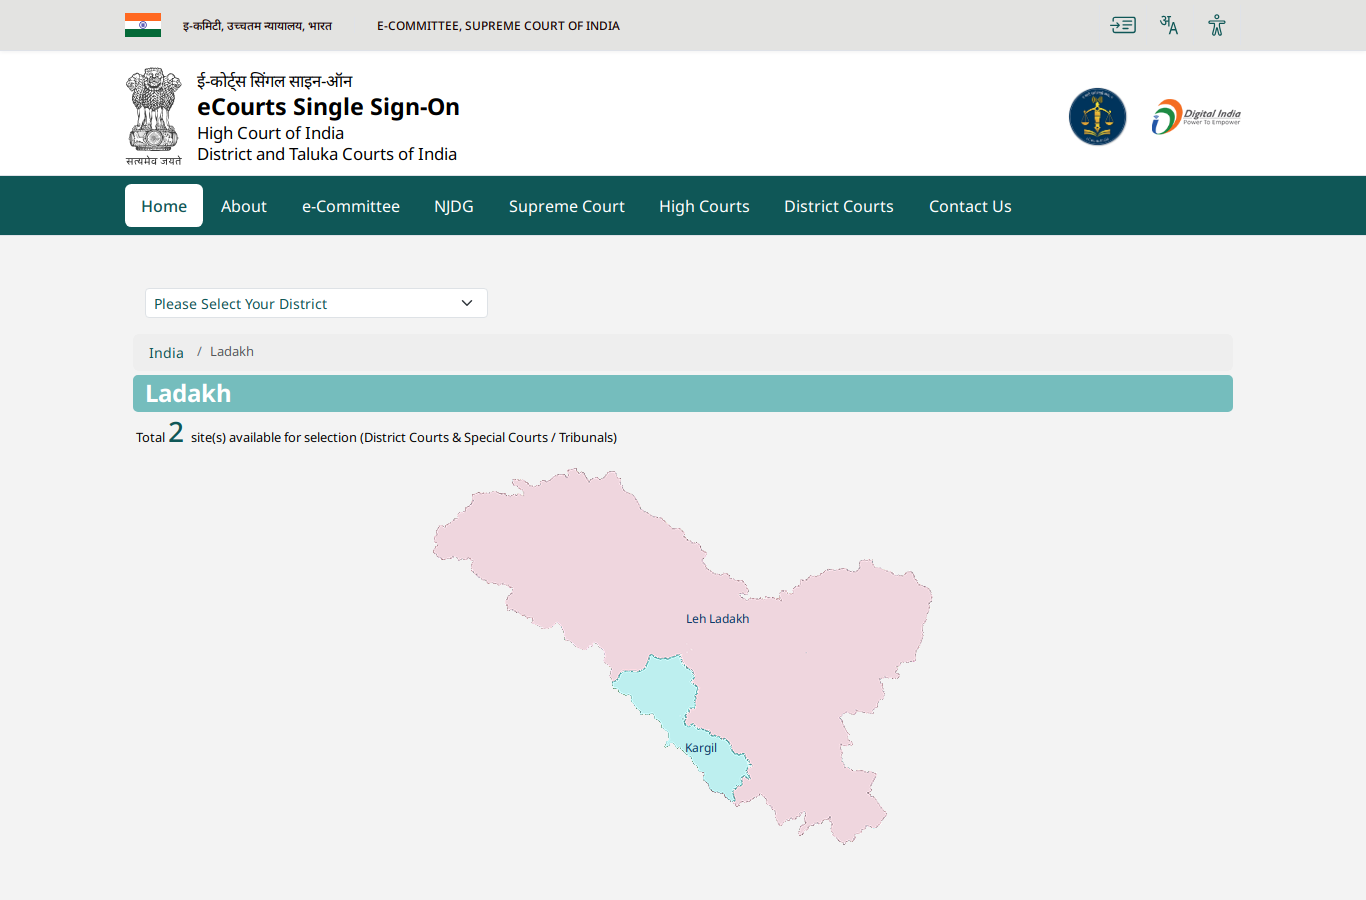 इ-कमिटी, उच्चतम न्यायालय, भारत
E-COMMITTEE, SUPREME COURT OF INDIA
अ A
ई-कोर्ट्स सिंगल साइन-ऑन
eCourts Single Sign-On
High Court of India
District and Taluka Courts of India
सत्यमेव जयते
Digital India
Power To Empower
Home About e-Committee NJDG Supreme Court High Courts District Courts Contact Us
Please Select Your District
India / Ladakh
Ladakh
Total 2 site(s) available for selection (District Courts & Special Courts / Tribunals)
Leh Ladakh
Kargil